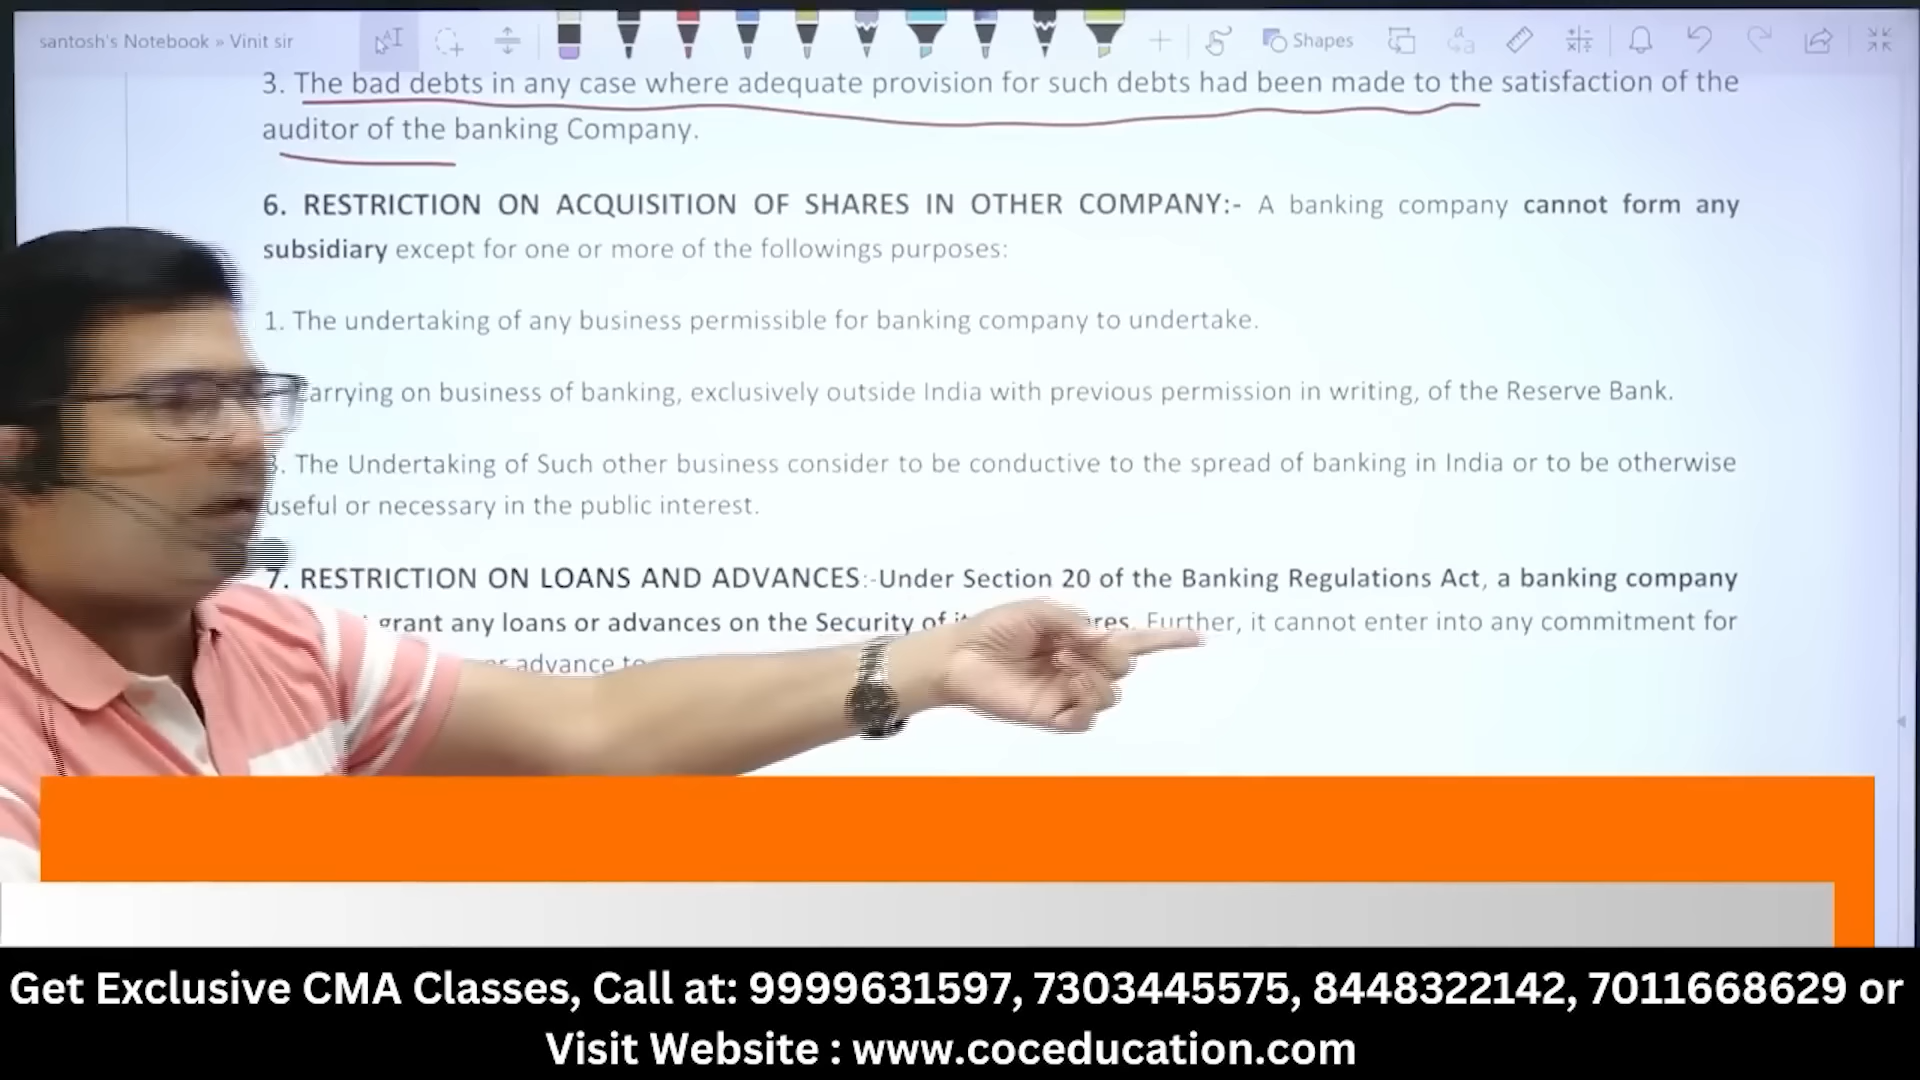 santosh's Notebook » Vinit sir
Shapes
3. The bad debts in any case where adequate provision for such debts had been made to the satisfaction of the
auditor of the banking Company.
6. RESTRICTION ON ACQUISITION OF SHARES IN OTHER COMPANY:- A banking company cannot form any
subsidiary except for one or more of the followings purposes:
1. The undertaking of any business permissible for banking company to undertake.
Carrying on business of banking, exclusively outside India with previous permission in writing, of the Reserve Bank.
3. The Undertaking of Such other business consider to be conductive to the spread of banking in India or to be otherwise
useful or necessary in the public interest.
7. RESTRICTION ON LOANS AND ADVANCES:-Under Section 20 of the Banking Regulations Act, a banking company
grant any loans or advances on the Security of Further, it cannot enter into any commitment for
advance to
Get Exclusive CMA Classes, Call at: 9999631597, 7303445575, 8448322142, 7011668629 or
Visit Website : www.coceducation.com